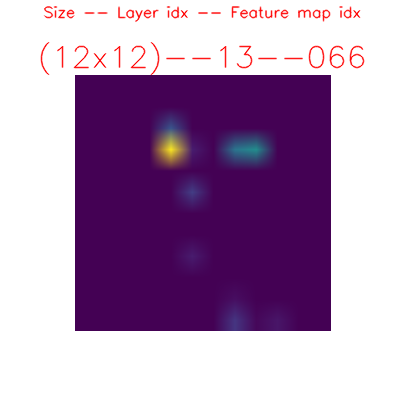 Size -- Layer idx -- Feature map idx
(12x12)--13--066